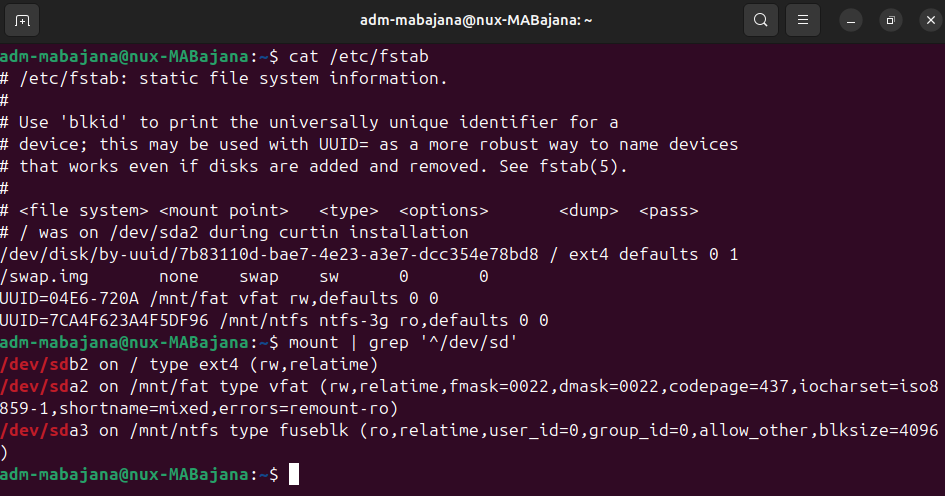 adm-mabajana@nux-MABajana: ~
adm-mabajana@nux-MABajana:~$ cat /etc/fstab
# /etc/fstab: static file system information.
#
# Use 'blkid' to print the universally unique identifier for a
# device; this may be used with UUID= as a more robust way to name devices
# that works even if disks are added and removed. See fstab(5).
#
# <file system> <mount point>   <type>  <options>       <dump>  <pass>
# / was on /dev/sda2 during curtin installation
/dev/disk/by-uuid/7b83110d-bae7-4e23-a3e7-dcc354e78bd8 / ext4 defaults 0 1
/swap.img       none    swap    sw      0       0
UUID=04E6-720A /mnt/fat vfat rw,defaults 0 0
UUID=7CA4F623A4F5DF96 /mnt/ntfs ntfs-3g ro,defaults 0 0
adm-mabajana@nux-MABajana:~$ mount | grep '^/dev/sd'
/dev/sdb2 on / type ext4 (rw,relatime)
/dev/sda2 on /mnt/fat type vfat (rw,relatime,fmask=0022,dmask=0022,codepage=437,iocharset=iso8
859-1,shortname=mixed,errors=remount-ro)
/dev/sda3 on /mnt/ntfs type fuseblk (ro,relatime,user_id=0,group_id=0,allow_other,blksize=4096
)
adm-mabajana@nux-MABajana:~$